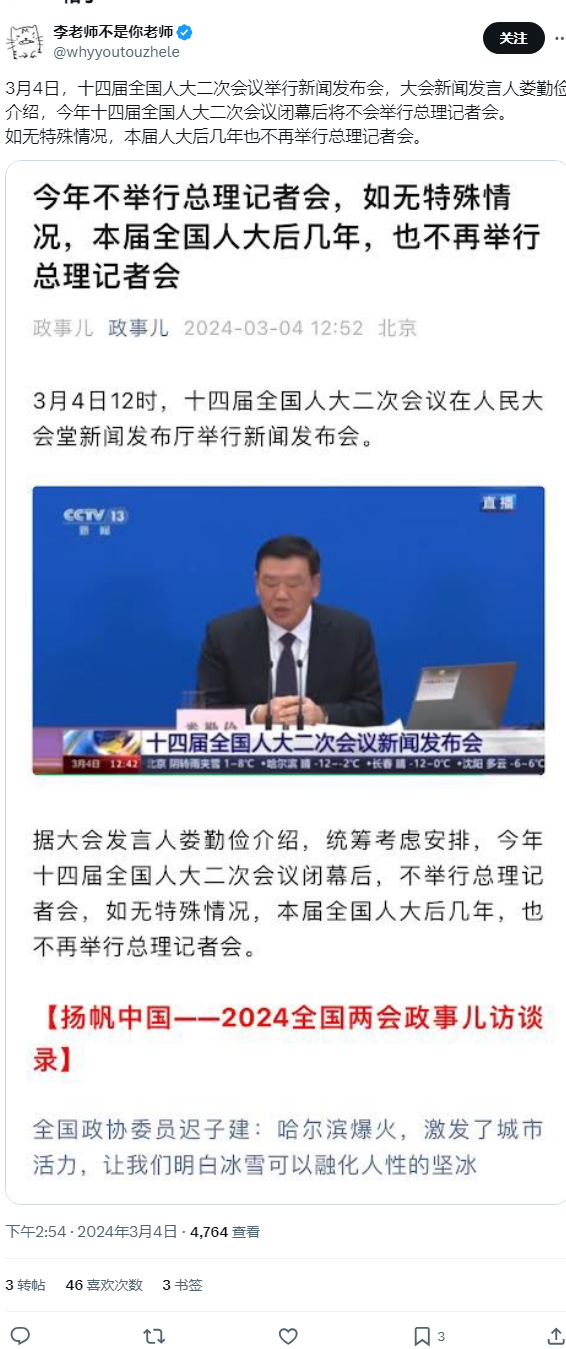 李老师不是你老师
@whyyoutouzhele
关注
3月4日，十四届全国人大二次会议举行新闻发布会，大会新闻发言人娄勤俭
介绍，今年十四届全国人大二次会议闭幕后将不会举行总理记者会。
如无特殊情况，本届人大后几年也不再举行总理记者会。
今年不举行总理记者会，如无特殊情
况，本届全国人大后几年，也不再举行
总理记者会
政事儿 政事儿 2024-03-04 12:52 北京
3月4日12时，十四届全国人大二次会议在人民大
会堂新闻发布厅举行新闻发布会。
CCTV 13
新闻
直播
娄勤俭
十四届全国人大二次会议新闻发布会
3月4日 12:42
北京 阴转雨夹雪 1~8℃ •哈尔滨 晴 -12~-2℃ •长春 晴 -12~0℃ •沈阳 多云 -6~6℃
据大会发言人娄勤俭介绍，统筹考虑安排，今年
十四届全国人大二次会议闭幕后，不举行总理记
者会，如无特殊情况，本届全国人大后几年，也
不再举行总理记者会。
【扬帆中国——2024全国两会政事儿访谈
录】
全国政协委员迟子建：哈尔滨爆火，激发了城市
活力，让我们明白冰雪可以融化人性的坚冰
下午2:54 · 2024年3月4日 · 4,764 查看
3 转帖 46 喜欢次数 3 书签
3